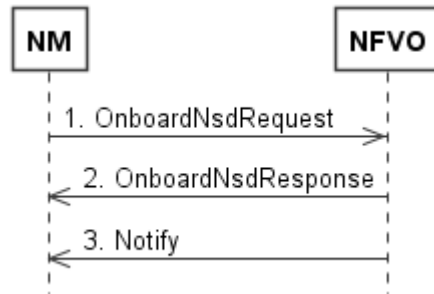 NM
NFVO
1. OnboardNsdRequest
2. OnboardNsdResponse
3. Notify